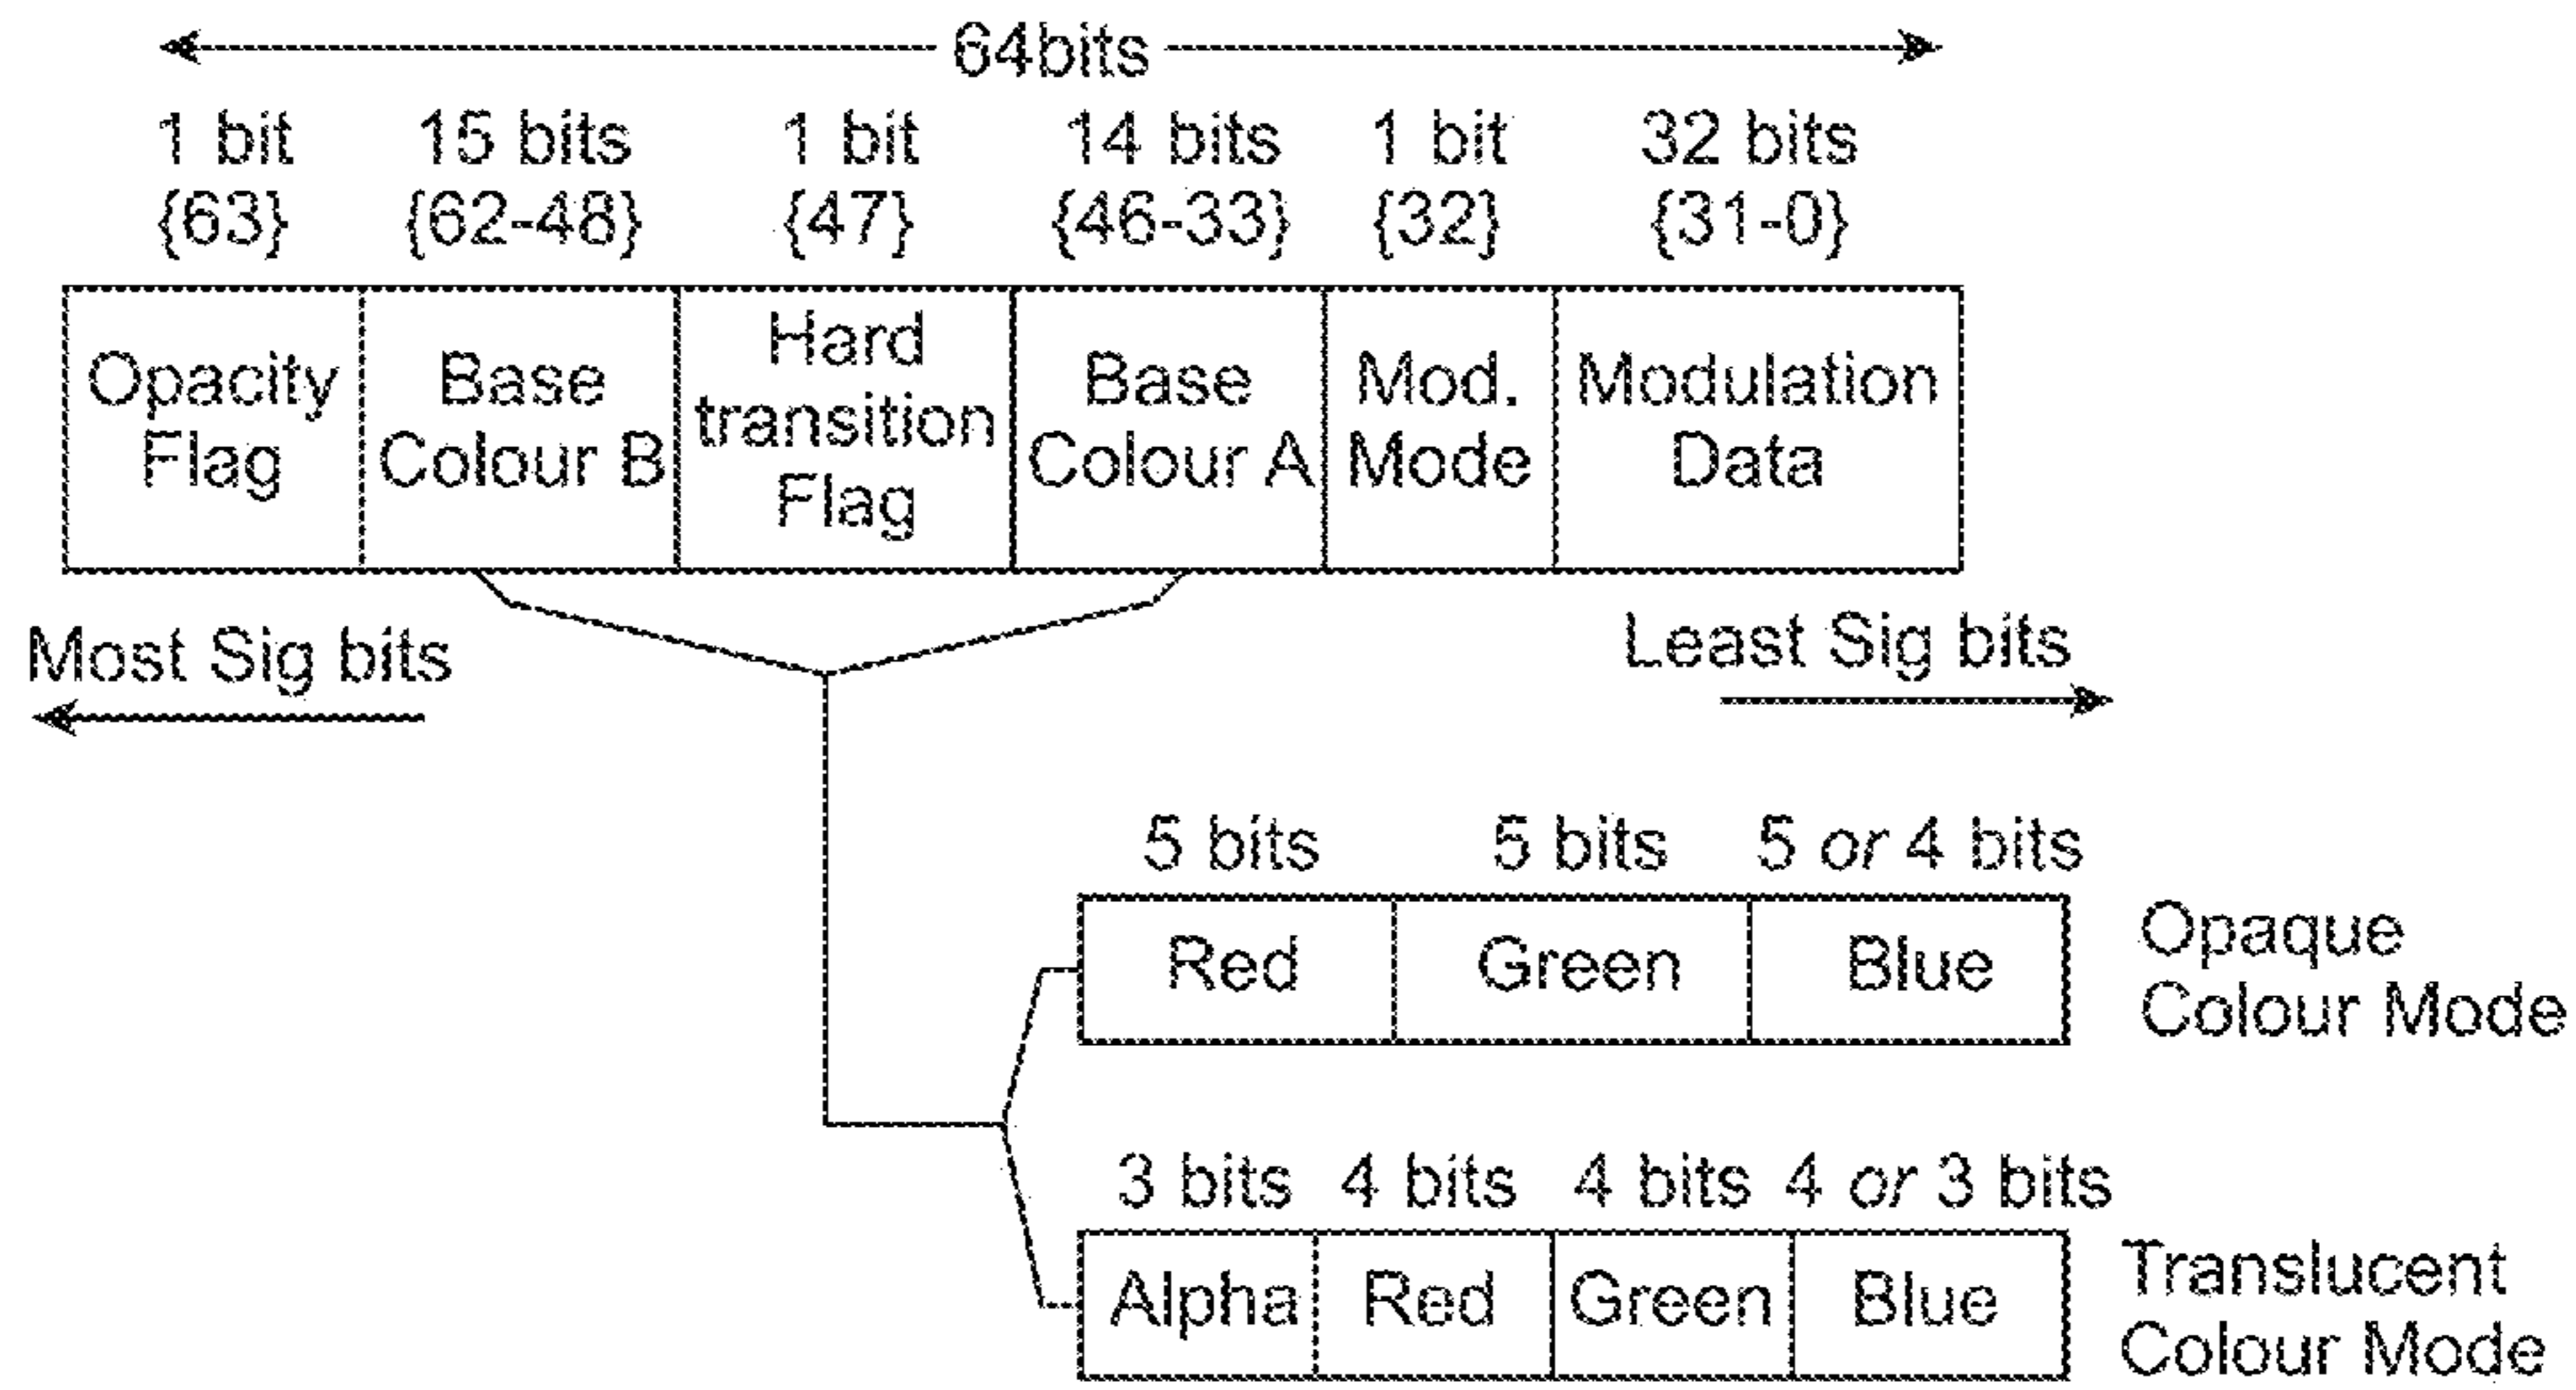 64bits
1 bit 15 bits 1 bit 14 bits 1 bit 32 bits
{63} {62-48} {47} {46-33} {32} {31-0}
Opacity Flag
Base Colour B
Hard transition Flag
Base Colour A
Mod. Mode
Modulation Data
Most Sig bits
Least Sig bits
5 bits 5 bits 5 or 4 bits
Red Green Blue
Opaque
Colour Mode
3 bits 4 bits 4 bits 4 or 3 bits
Alpha Red Green Blue
Translucent
Colour Mode